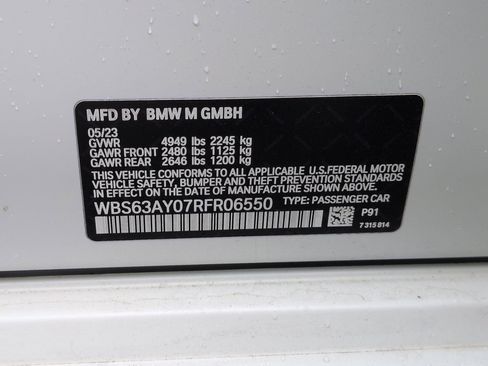 MFD BY BMW M GMBH
05/23
GVWR 4949 lbs 2245 kg
GAWR FRONT 2480 lbs 1125 kg
GAWR REAR 2646 lbs 1200 kg
THIS VEHICLE CONFORMS TO ALL APPLICABLE U.S.FEDERAL MOTOR
VEHICLE SAFETY, BUMPER, AND THEFT PREVENTION STANDARDS
IN EFFECT ON THE DATE OF MANUFACTURE SHOWN ABOVE.
WBS63AY07RFR06550 TYPE: PASSENGER CAR
P91
7 315 814